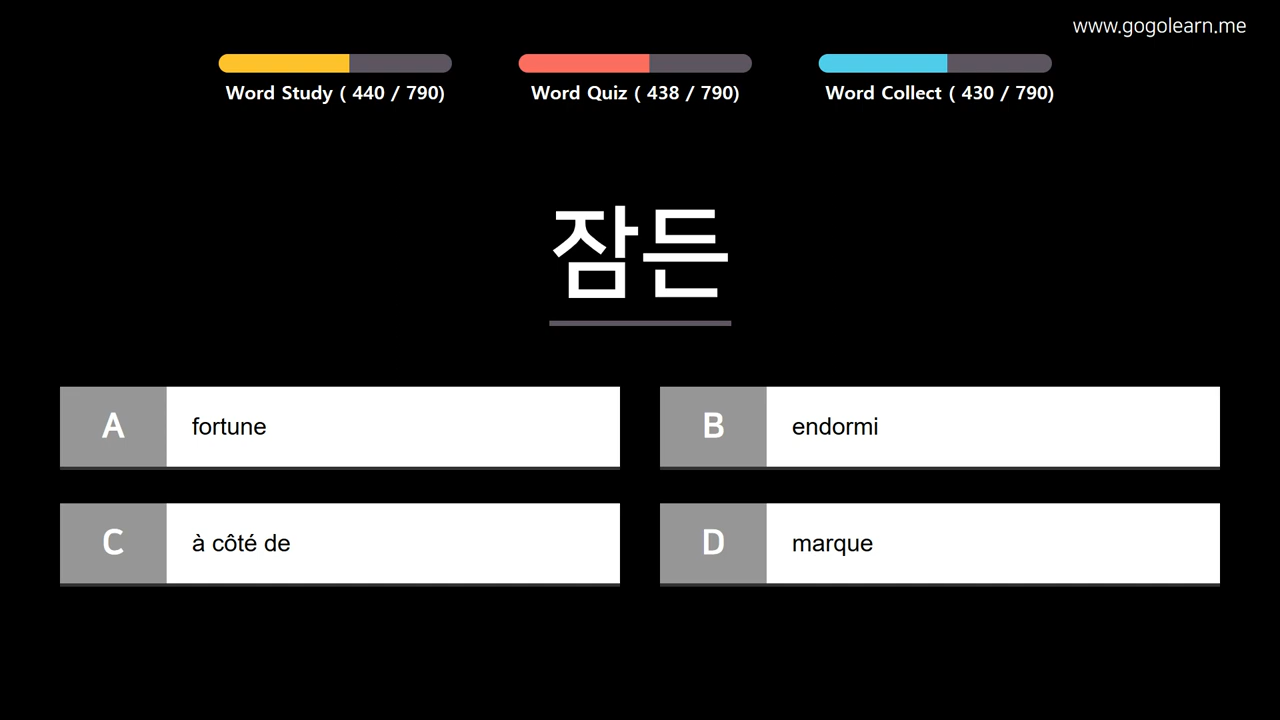 www.gogolearn.me
Word Study ( 440 / 790)
Word Quiz ( 438 / 790)
Word Collect ( 430 / 790)
잠든
A fortune
B endormi
C à côté de
D marque